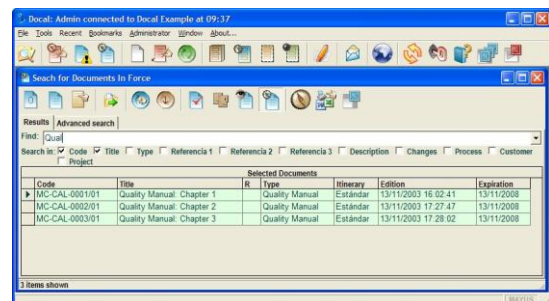 Docal: Admin connected to Docal Example at 09:37
File Tools Recent Bookmarks Administrator Window About...
Seach for Documents In Force
Results Advanced search
Find: Qual
Search in: Code Title Type Referencia 1 Referencia 2 Referencia 3 Description Changes Process Customer
Project
Selected Documents
Code Title R Type Itinerary Edition Expiration
MC-CAL-0001/01 Quality Manual: Chapter 1 Quality Manual Estándar 13/11/2003 16:02:41 13/11/2008
MC-CAL-0002/01 Quality Manual: Chapter 2 Quality Manual Estándar 13/11/2003 17:27:47 13/11/2008
MC-CAL-0003/01 Quality Manual: Chapter 3 Quality Manual Estándar 13/11/2003 17:28:02 13/11/2008
3 items shown
MAYUS